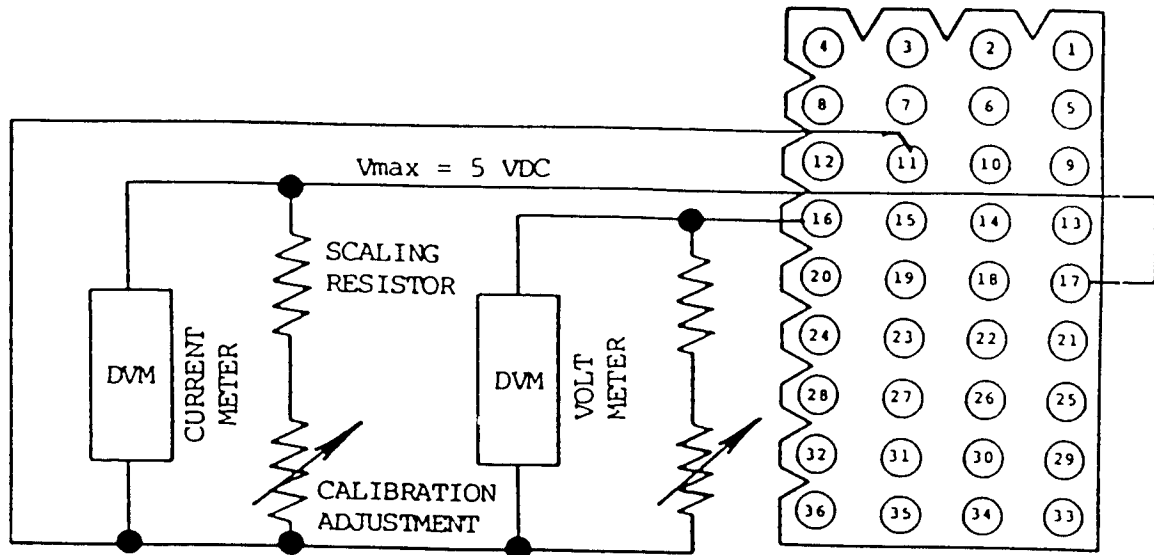 4 3 2 1
8 7 6 5
12 11 10 9
Vmax = 5 VDC
16 15 14 13
SCALING
RESISTOR
20 19 18 17
24 23 22 21
DVM
CURRENT
METER
DVM
VOLT
METER
28 27 26 25
32 31 30 29
CALIBRATION
ADJUSTMENT
36 35 34 33